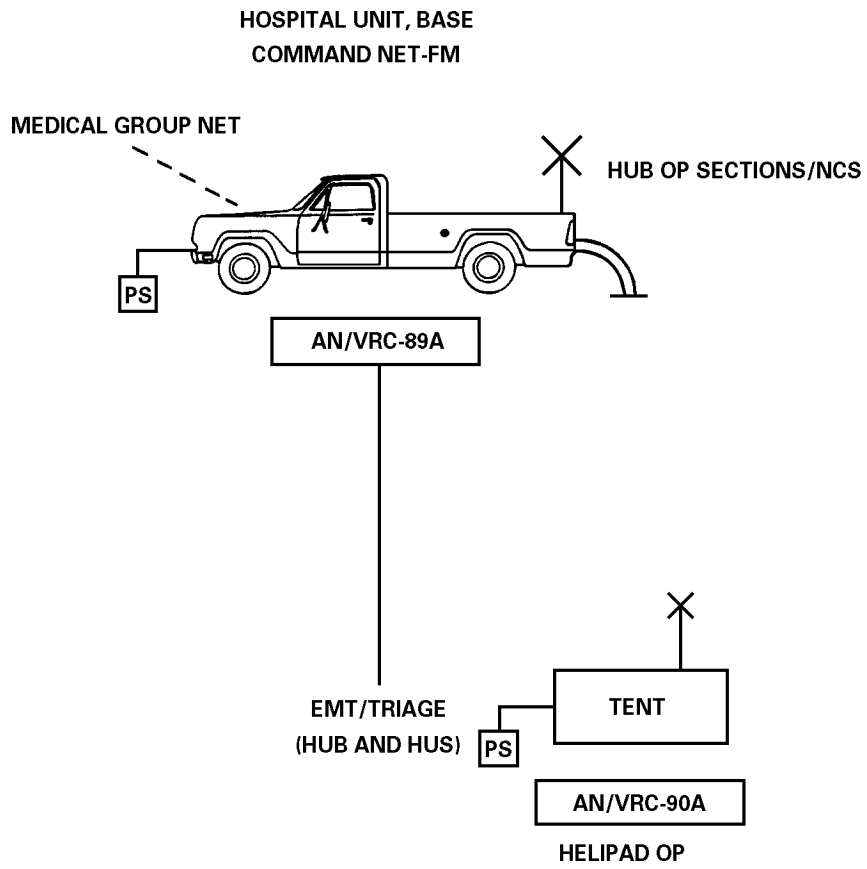 HOSPITAL UNIT, BASE
COMMAND NET-FM
MEDICAL GROUP NET
HUB OP SECTIONS/NCS
PS
AN/VRC-89A
EMT/TRIAGE
(HUB AND HUS)
TENT
PS
AN/VRC-90A
HELIPAD OP